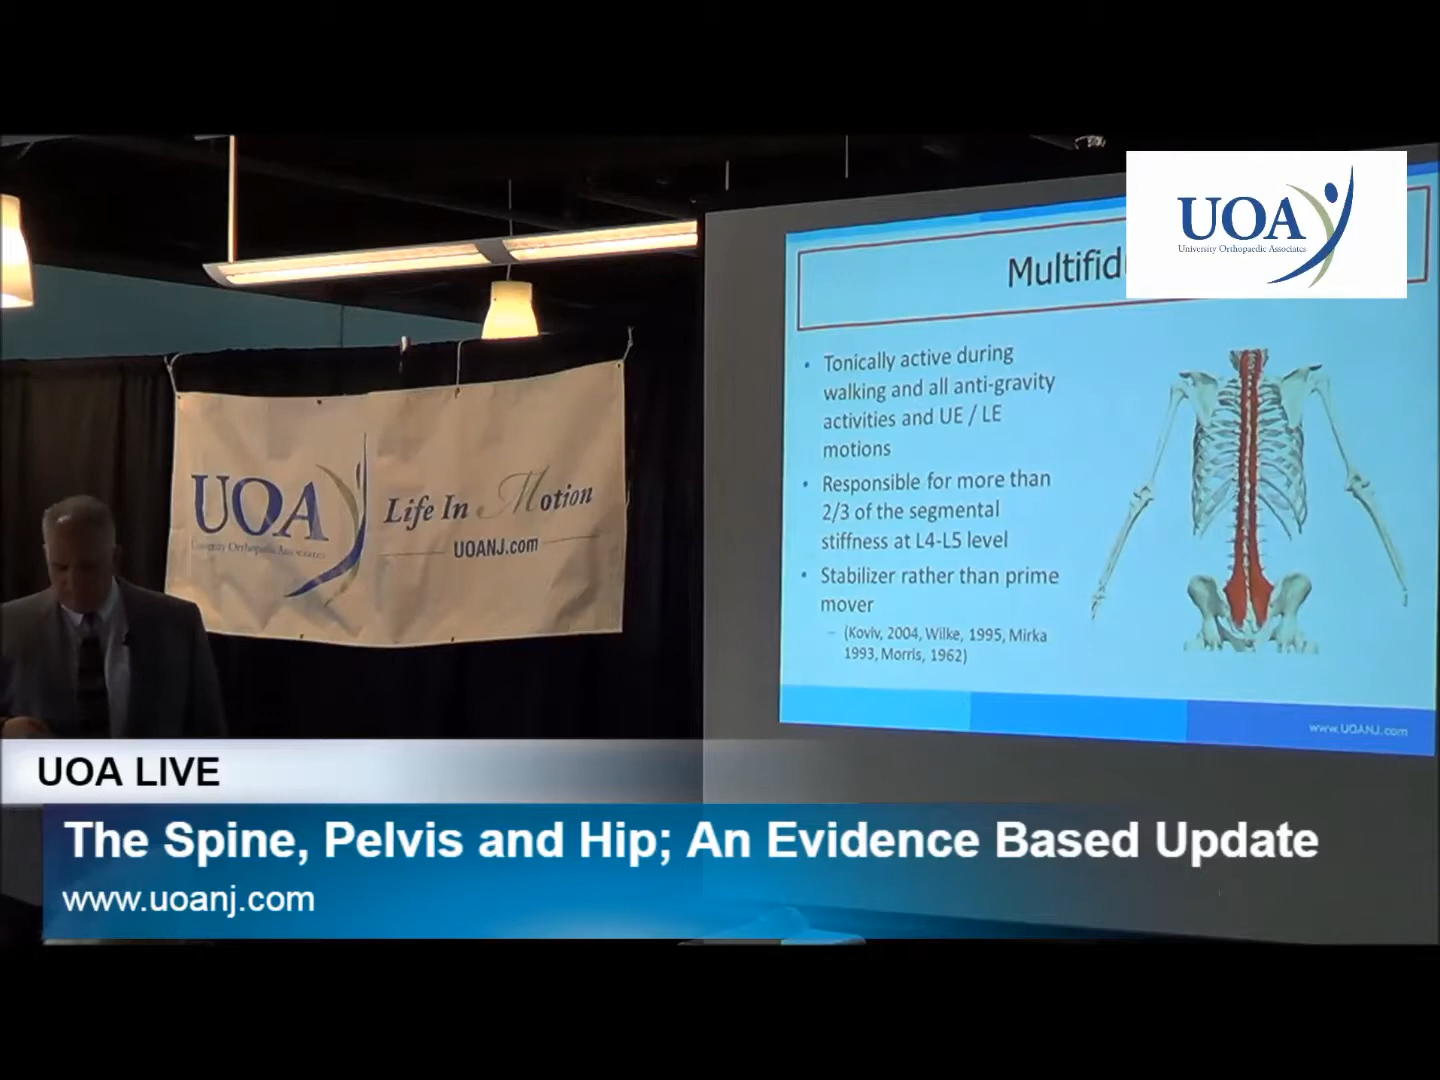 UOA
University Orthopaedic Associates
Tonically active during
walking and all anti-gravity
activities and UE / LE
motions
Responsible for more than
2/3 of the segmental
stiffness at L4-L5 level
Stabilizer rather than prime
mover
(Koviv, 2004, Wilke, 1995, Mirka
1993, Morris, 1962)
www.UOANJ.com
UOA
University Orthopaedic Associates
Life In Motion
UOANJ.com
UOA LIVE
The Spine, Pelvis and Hip; An Evidence Based Update
www.uoanj.com